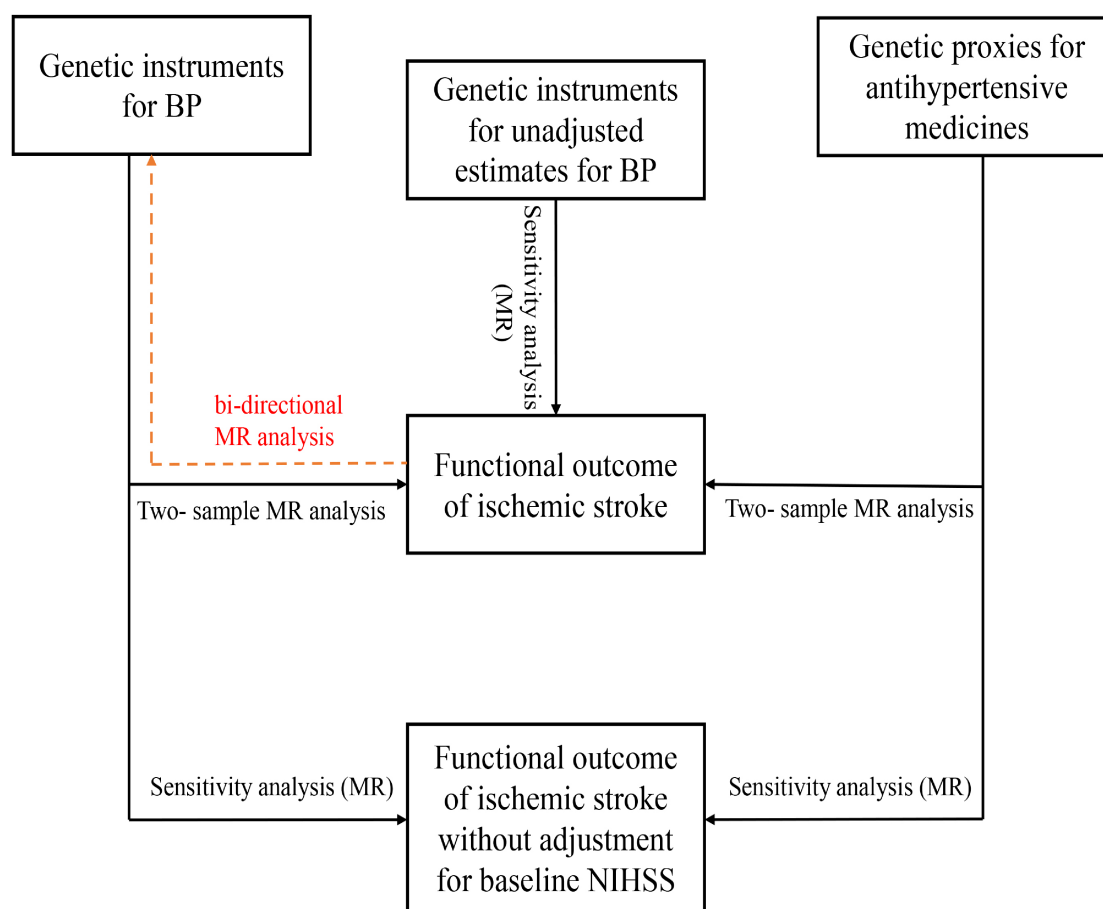 Genetic instruments
for BP
Genetic instruments
for unadjusted
estimates for BP
Genetic proxies for
antihypertensive
medicines
Sensitivity analysis
(MR)
bi-directional
MR analysis
Functional outcome
of ischemic stroke
Two- sample MR analysis
Two- sample MR analysis
Sensitivity analysis (MR)
Functional outcome
of ischemic stroke
without adjustment
for baseline NIHSS
Sensitivity analysis (MR)